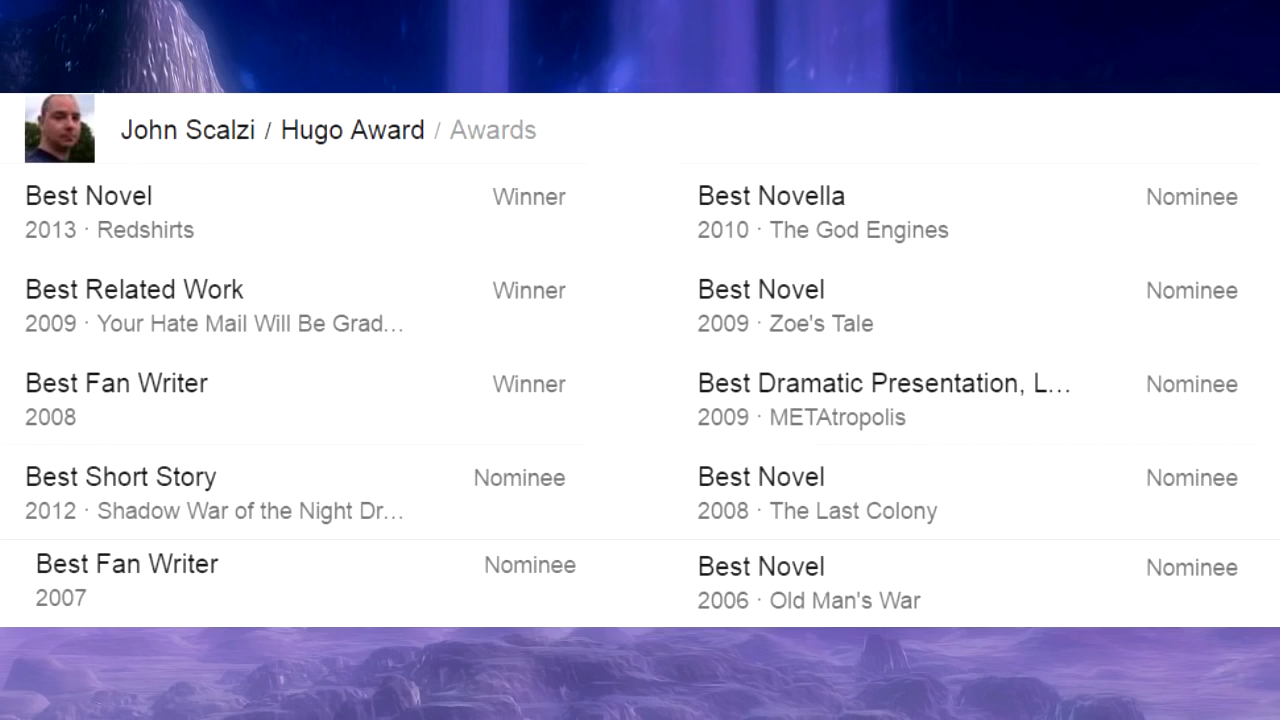 John Scalzi / Hugo Award / Awards
Best Novel Winner
2013 · Redshirts
Best Related Work Winner
2009 · Your Hate Mail Will Be Grad…
Best Fan Writer Winner
2008
Best Short Story Nominee
2012 · Shadow War of the Night Dr…
Best Fan Writer Nominee
2007
Best Novella Nominee
2010 · The God Engines
Best Novel Nominee
2009 · Zoe's Tale
Best Dramatic Presentation, L… Nominee
2009 · METAtropolis
Best Novel Nominee
2008 · The Last Colony
Best Novel Nominee
2006 · Old Man's War